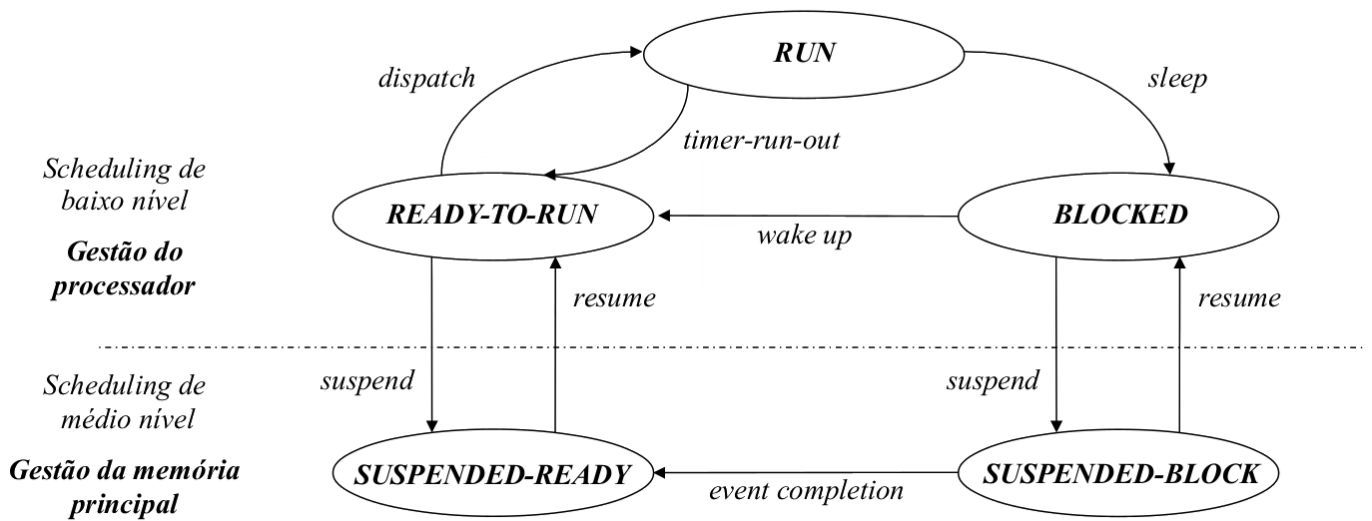 RUN
dispatch
sleep
timer-run-out
Scheduling de
baixo nível
Gestão do
processador
READY-TO-RUN
BLOCKED
wake up
resume
resume
Scheduling de
médio nível
Gestão da memória
principal
suspend
suspend
SUSPENDED-READY
SUSPENDED-BLOCK
event completion